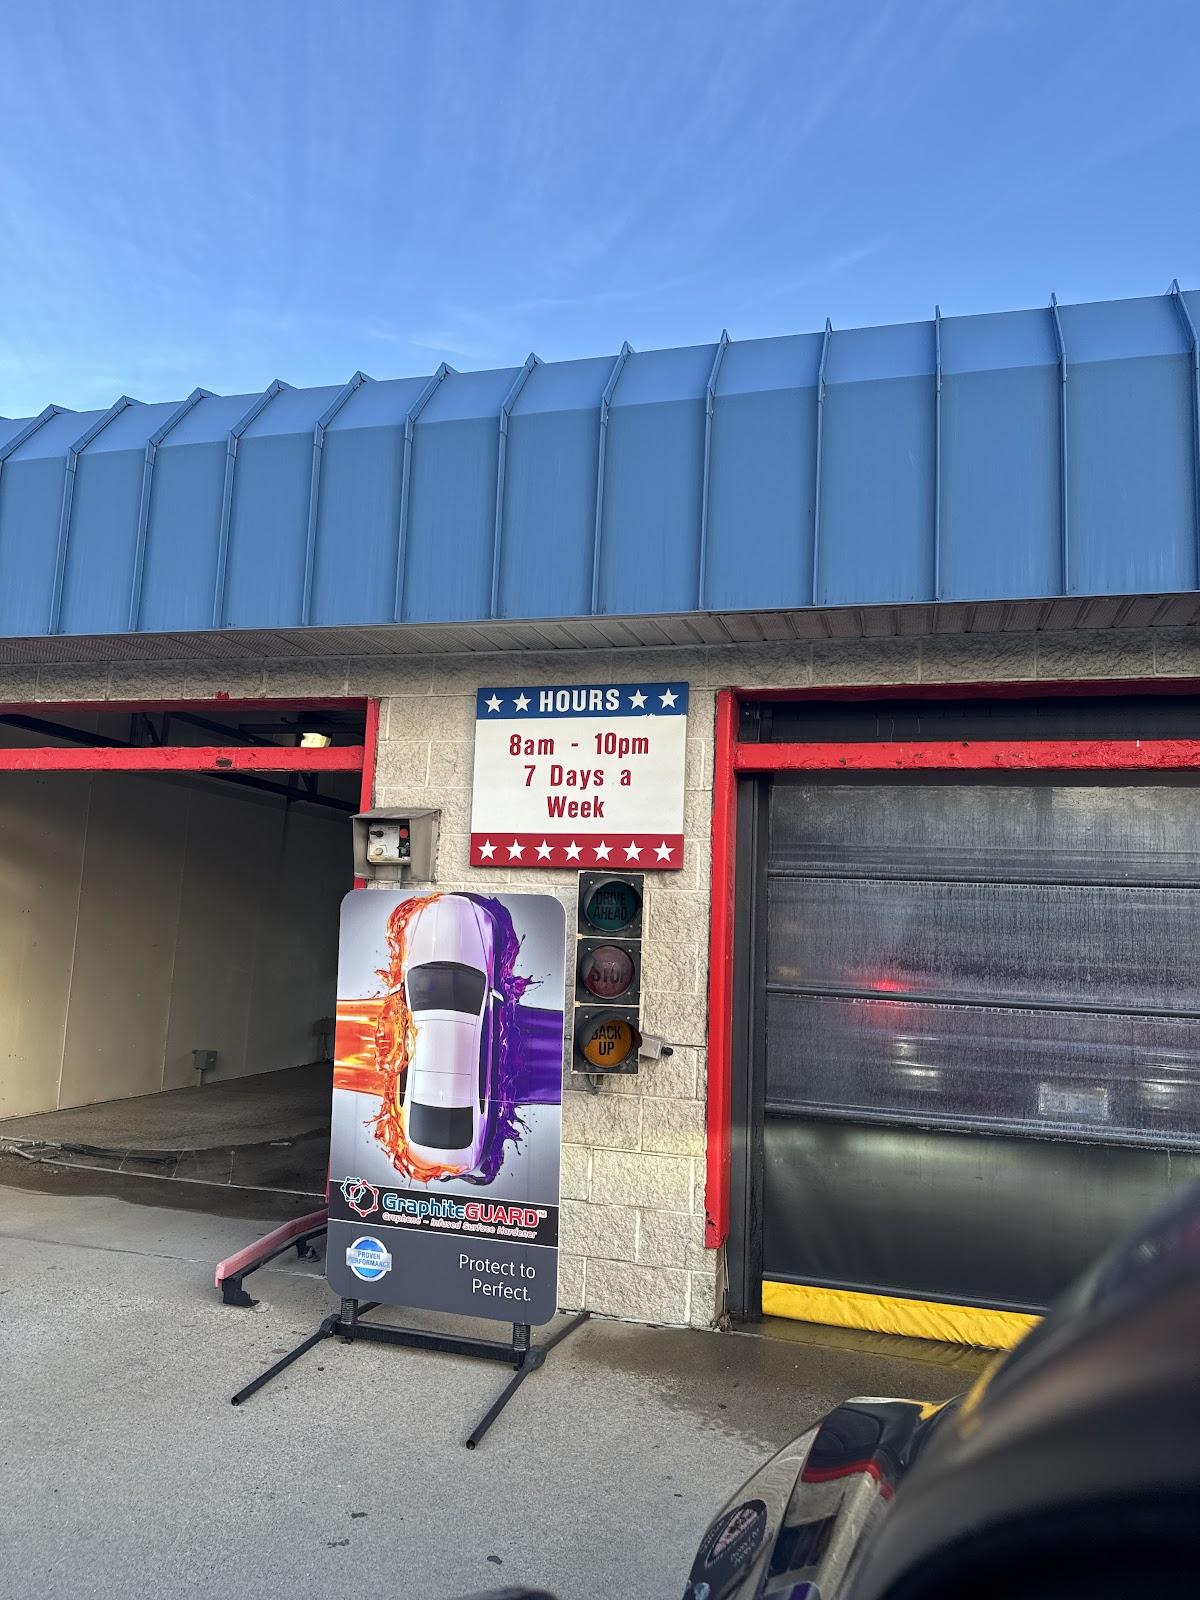 HOURS
8am - 10pm
7 Days a
Week
DRIVE
AHEAD
STOP
BACK
UP
GraphiteGUARD™
Graphene - Infused Surface Hardener
PROVEN
PERFORMANCE
Protect to
Perfect.